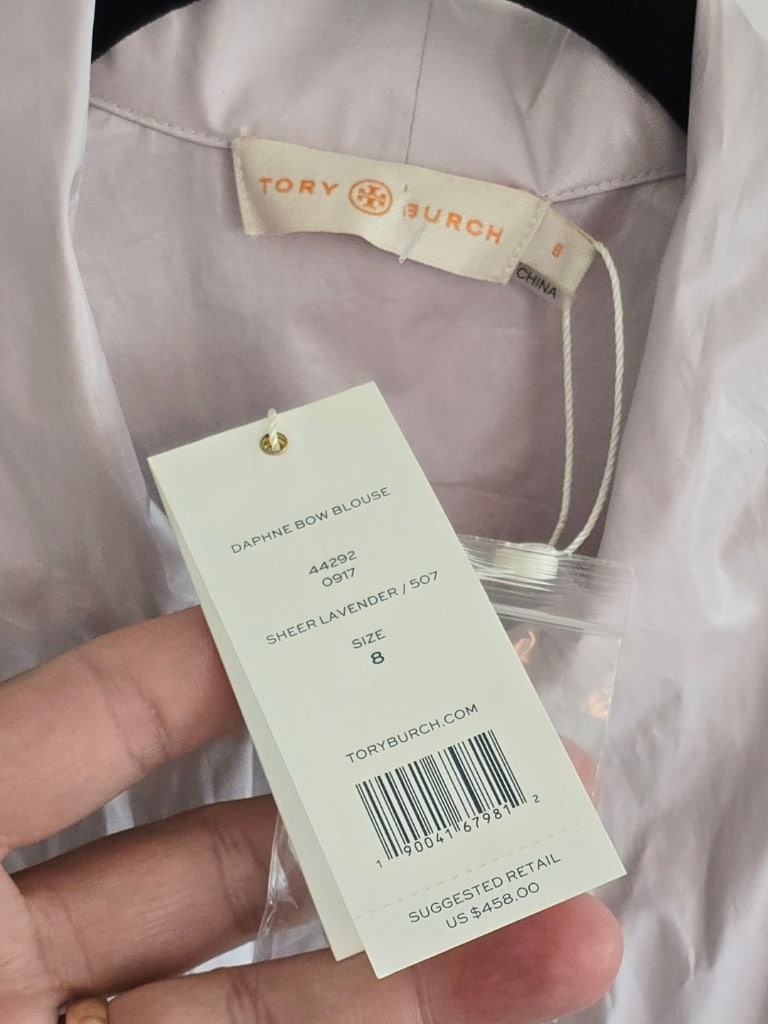 TORY BURCH
8
CHINA
DAPHNE BOW BLOUSE
44292
0917
SHEER LAVENDER / 507
SIZE
8
TORYBURCH.COM
1 90041 67981 2
SUGGESTED RETAIL
US $458.00